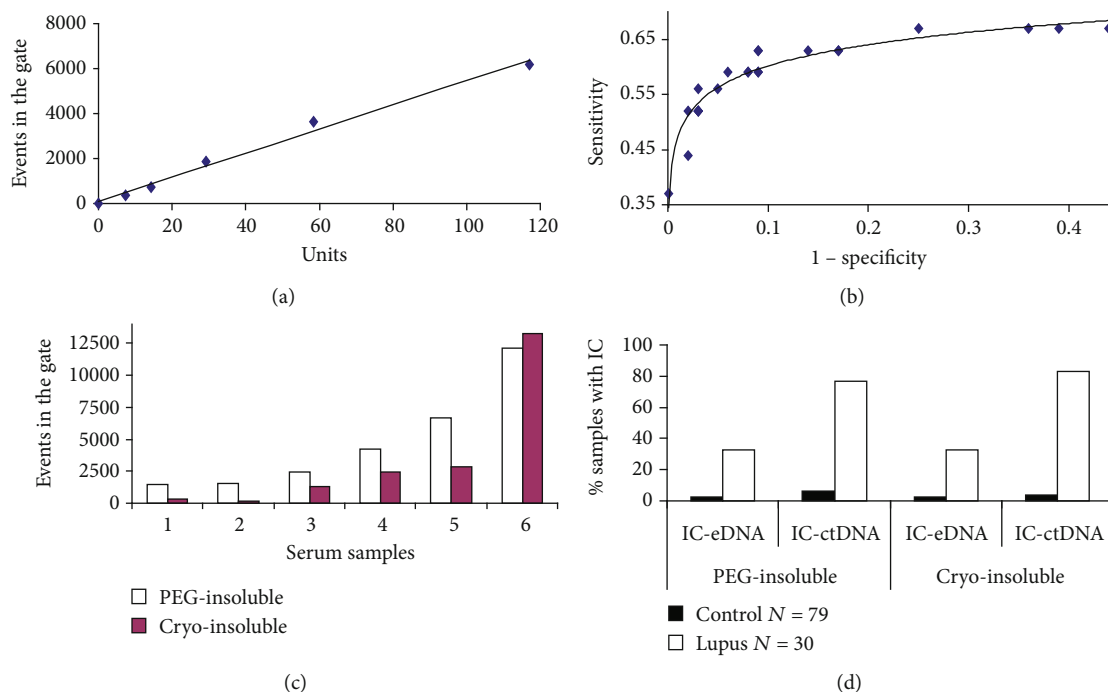 8000
6000
4000
2000
0
Events in the gate
0 20 40 60 80 100 120
Units
(a)
0.65
0.55
0.45
0.35
Sensitivity
0 0.1 0.2 0.3 0.4
1 – specificity
(b)
12500
10000
7500
5000
2500
0
Events in the gate
1 2 3 4 5 6
Serum samples
PEG-insoluble
Cryo-insoluble
(c)
100
80
60
40
20
0
% samples with IC
IC-eDNA IC-ctDNA IC-eDNA IC-ctDNA
PEG-insoluble Cryo-insoluble
Control N = 79
Lupus N = 30
(d)